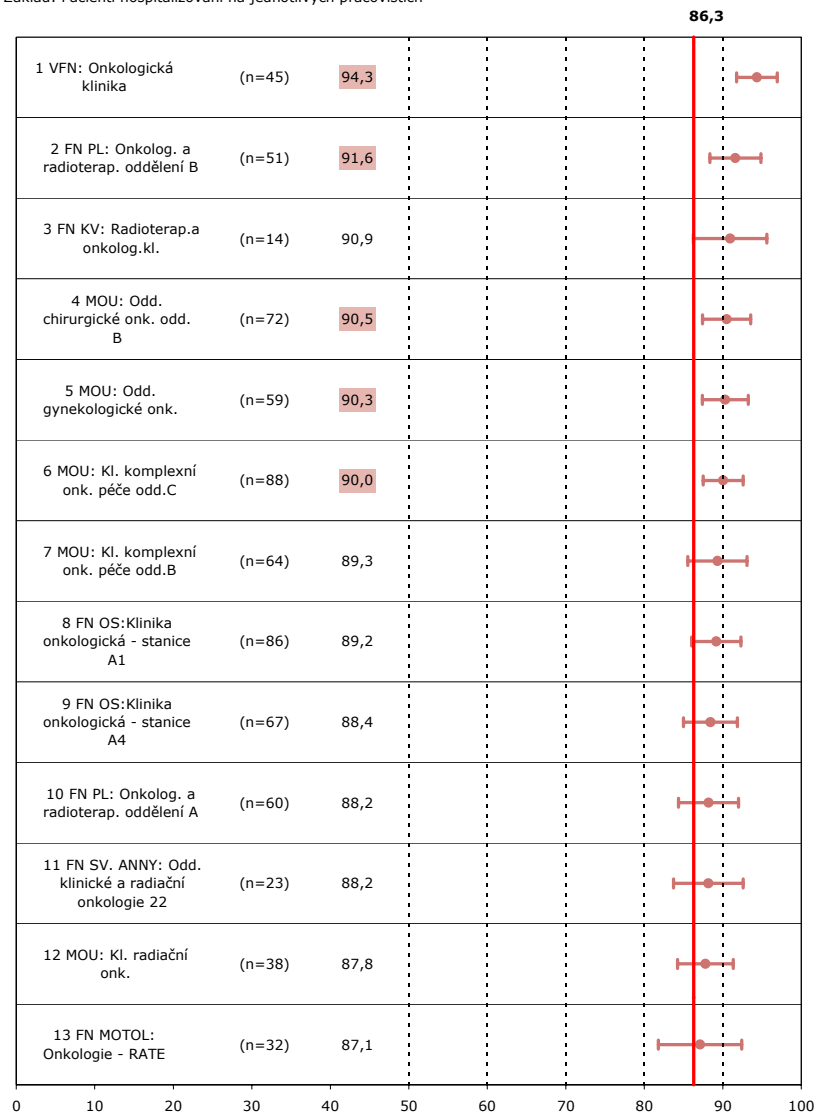 Základ: Pacienti hospitalizovaní na jednotlivých pracovištích
86,3
1 VFN: Onkologická
klinika
(n=45)
94,3
2 FN PL: Onkolog. a
radioterap. oddělení B
(n=51)
91,6
3 FN KV: Radioterap.a
onkolog.kl.
(n=14)
90,9
4 MOU: Odd.
chirurgické onk. odd.
B
(n=72)
90,5
5 MOU: Odd.
gynekologické onk.
(n=59)
90,3
6 MOU: Kl. komplexní
onk. péče odd.C
(n=88)
90,0
7 MOU: Kl. komplexní
onk. péče odd.B
(n=64)
89,3
8 FN OS:Klinika
onkologická - stanice
A1
(n=86)
89,2
9 FN OS:Klinika
onkologická - stanice
A4
(n=67)
88,4
10 FN PL: Onkolog. a
radioterap. oddělení A
(n=60)
88,2
11 FN SV. ANNY: Odd.
klinické a radiační
onkologie 22
(n=23)
88,2
12 MOU: Kl. radiační
onk.
(n=38)
87,8
13 FN MOTOL:
Onkologie - RATE
(n=32)
87,1
0 10 20 30 40 50 60 70 80 90 100